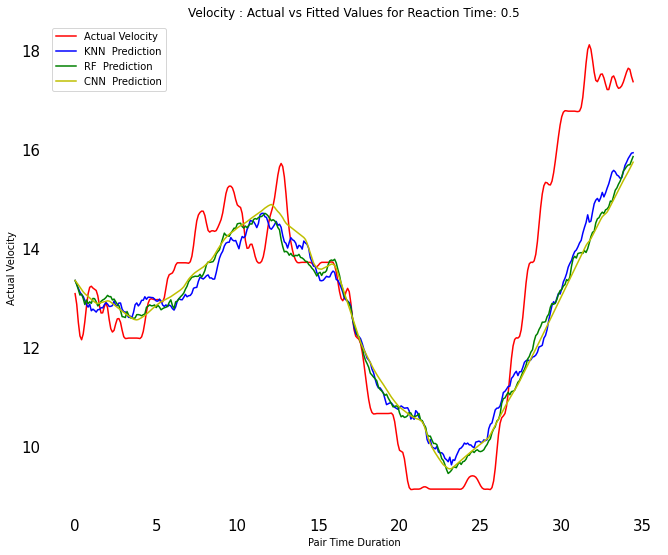 Velocity : Actual vs Fitted Values for Reaction Time: 0.5
Actual Velocity
KNN  Prediction
RF  Prediction
CNN  Prediction
18
16
14
12
10
Actual Velocity
0 5 10 15 20 25 30 35
Pair Time Duration